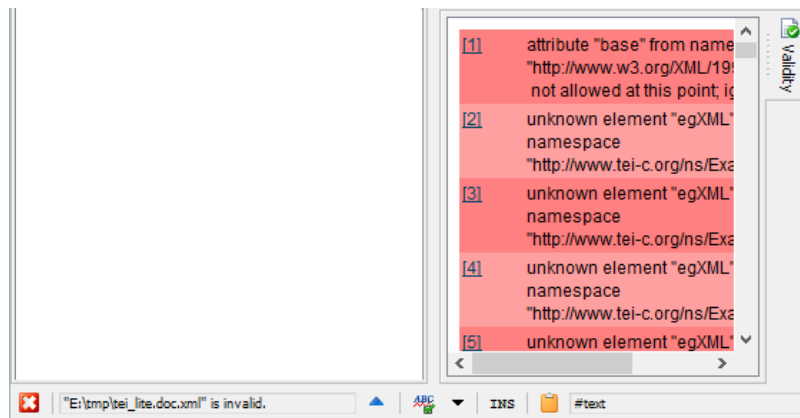 [1] attribute "base" from name
"http://www.w3.org/XML/199
not allowed at this point; ig
[2] unknown element "egXML"
namespace
"http://www.tei-c.org/ns/Exa
[3] unknown element "egXML"
namespace
"http://www.tei-c.org/ns/Exa
[4] unknown element "egXML"
namespace
"http://www.tei-c.org/ns/Exa
[5] unknown element "egXML"
Validity
"E:\tmp\tei_lite.doc.xml" is invalid.
ABC
INS
#text